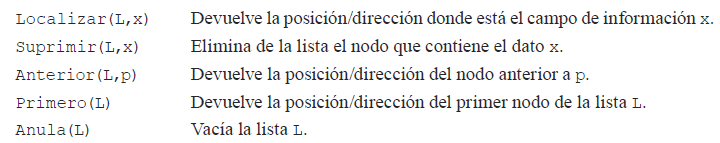 Localizar(L,x) Devuelve la posición/dirección donde está el campo de información x.
Suprimir(L,x) Elimina de la lista el nodo que contiene el dato x.
Anterior(L,p) Devuelve la posición/dirección del nodo anterior a p.
Primero(L) Devuelve la posición/dirección del primer nodo de la lista L.
Anula(L) Vacía la lista L.